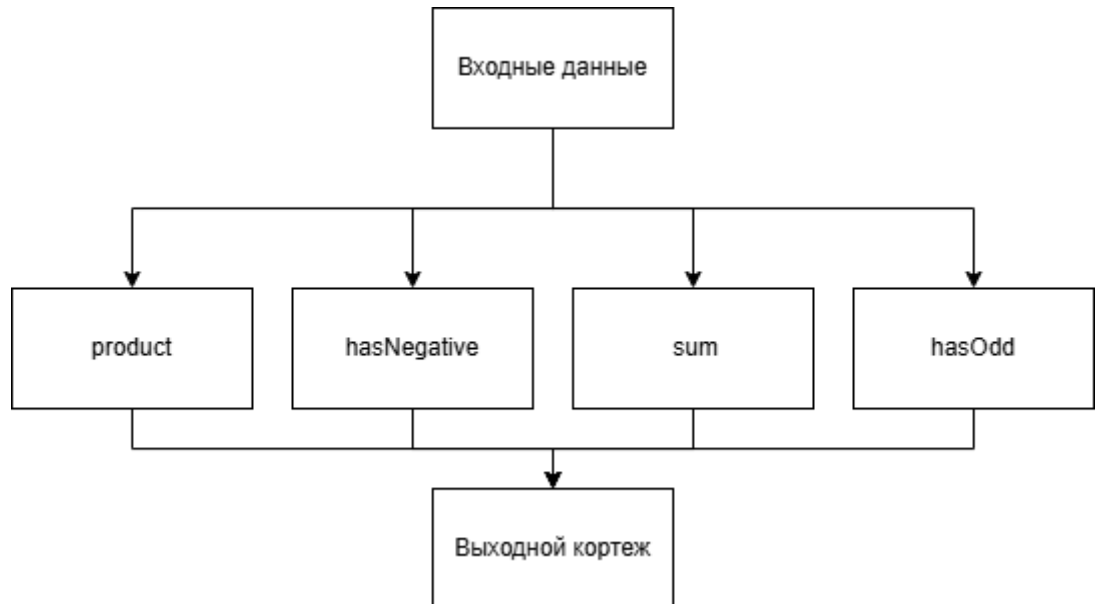 Входные данные
product
hasNegative
sum
hasOdd
Выходной кортеж